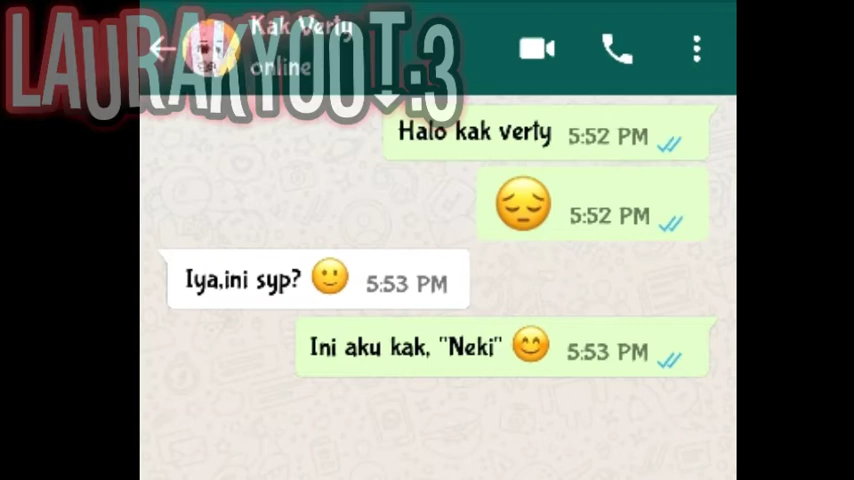 LAURAKYOOT:3
Kak Verty
online
Halo kak verty 5:52 PM
😔 5:52 PM
Iya,ini syp? 🙂 5:53 PM
Ini aku kak, "Neki" 😊 5:53 PM